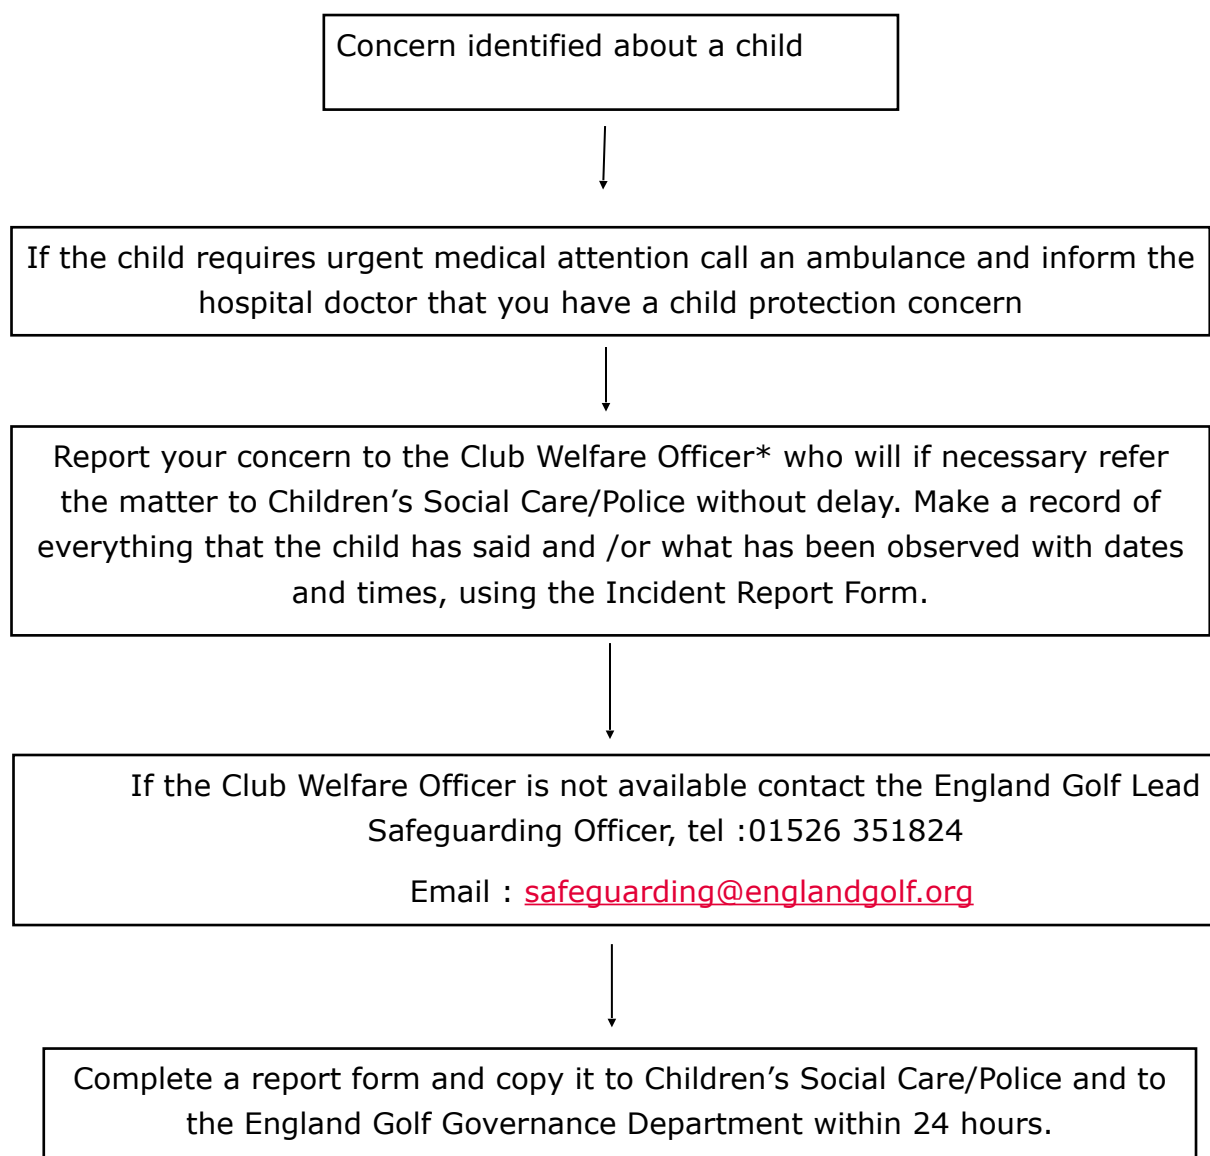 Concern identified about a child
If the child requires urgent medical attention call an ambulance and inform the
hospital doctor that you have a child protection concern
Report your concern to the Club Welfare Officer* who will if necessary refer
the matter to Children’s Social Care/Police without delay. Make a record of
everything that the child has said and /or what has been observed with dates
and times, using the Incident Report Form.
If the Club Welfare Officer is not available contact the England Golf Lead
Safeguarding Officer, tel :01526 351824
Email : safeguarding@englandgolf.org
Complete a report form and copy it to Children’s Social Care/Police and to
the England Golf Governance Department within 24 hours.